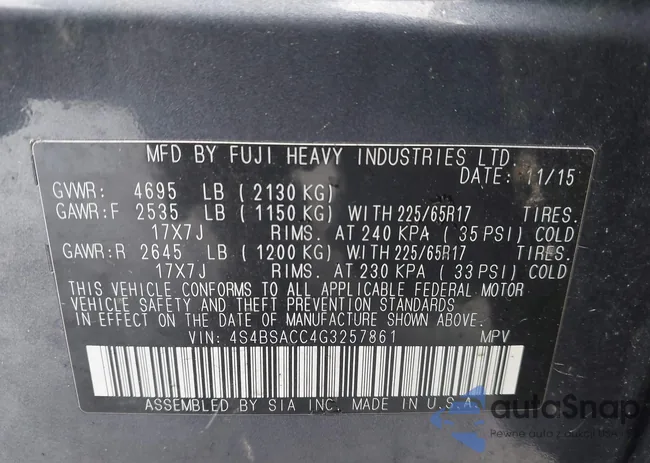 MFD BY FUJI HEAVY INDUSTRIES LTD.
DATE: 11/15
GVWR: 4695 LB (2130 KG)
GAWR:F 2535 LB (1150 KG) WITH 225/65R17 TIRES.
17X7J RIMS. AT 240 KPA (35 PSI) COLD
GAWR:R 2645 LB (1200 KG) WITH 225/65R17 TIRES.
17X7J RIMS. AT 230 KPA (33 PSI) COLD
THIS VEHICLE CONFORMS TO ALL APPLICABLE FEDERAL MOTOR
VEHICLE SAFETY AND THEFT PREVENTION STANDARDS
IN EFFECT ON THE DATE OF MANUFACTURE SHOWN ABOVE.
VIN: 4S4BSACC4G3257861 MPV
ASSEMBLED BY SIA INC. MADE IN U.S.A.
autoSnap
Pewne auto z aukcji